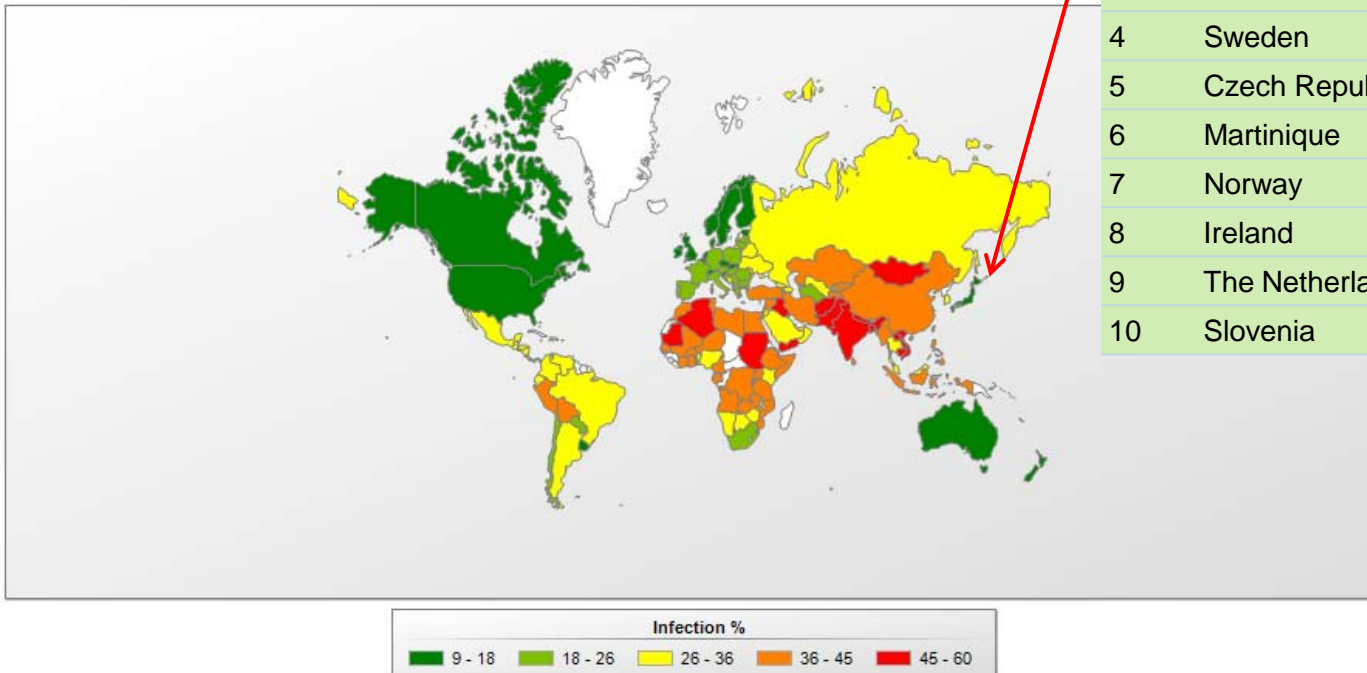 4 Sweden
5 Czech Repul
6 Martinique
7 Norway
8 Ireland
9 The Netherla
10 Slovenia
Infection %
9 - 18 18 - 26 26 - 36 36 - 45 45 - 60